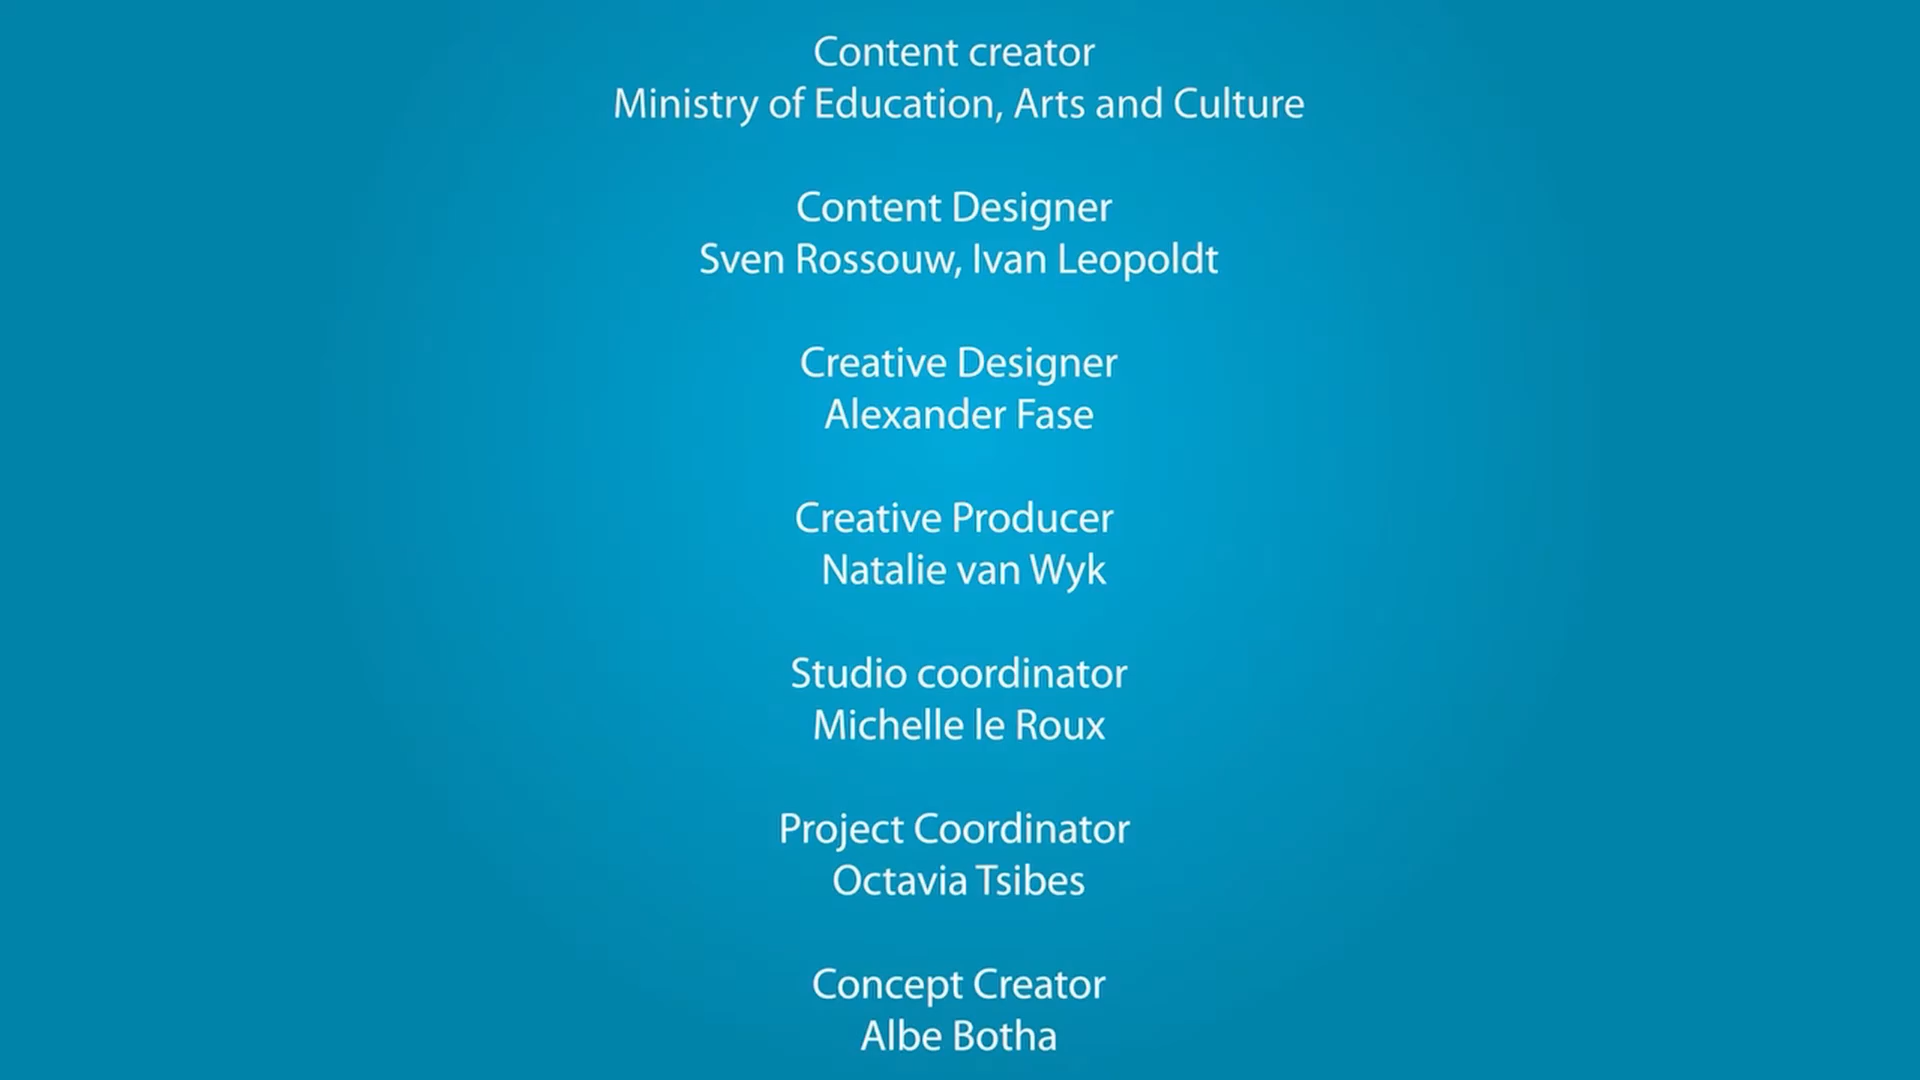 Content creator
Ministry of Education, Arts and Culture
Content Designer
Sven Rossouw, Ivan Leopoldt
Creative Designer
Alexander Fase
Creative Producer
Natalie van Wyk
Studio coordinator
Michelle le Roux
Project Coordinator
Octavia Tsibes
Concept Creator
Albe Botha